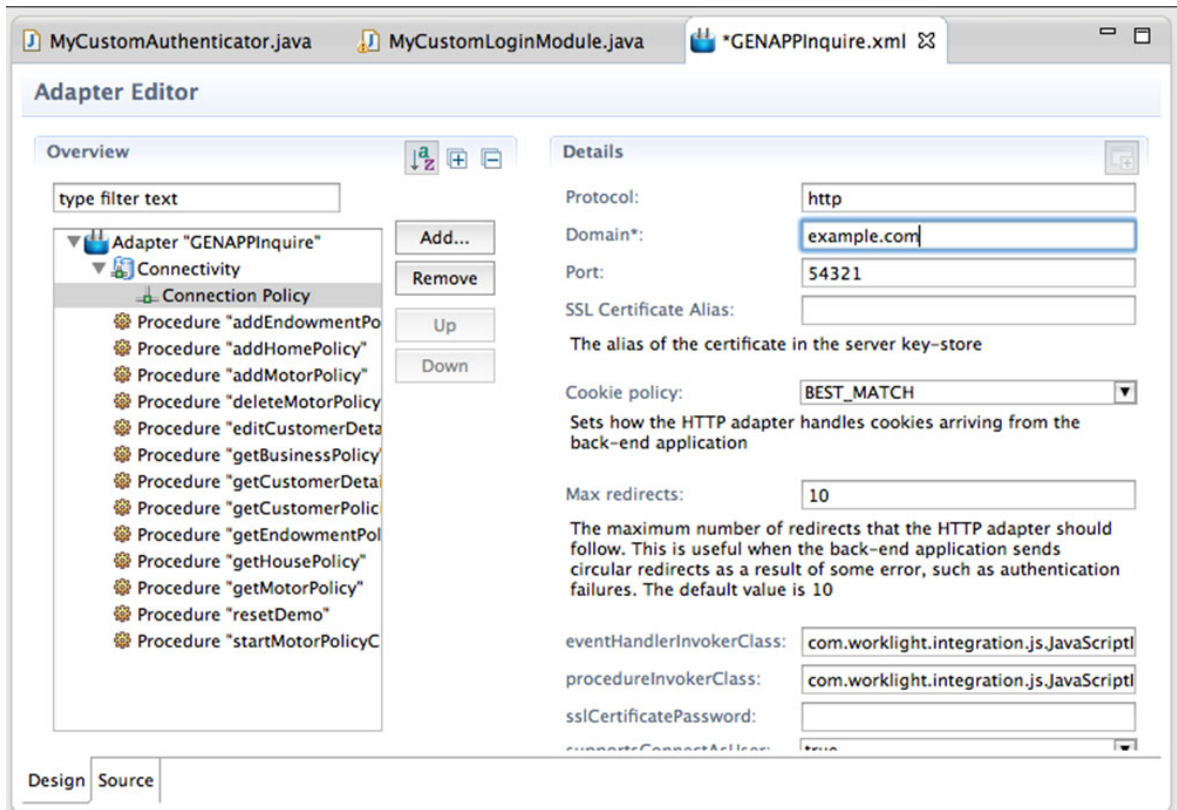 MyCustomAuthenticator.java
MyCustomLoginModule.java
*GENAPPInquire.xml
Adapter Editor
Overview
type filter text
Adapter "GENAPPInquire"
Connectivity
Connection Policy
Procedure "addEndowmentPo
Procedure "addHomePolicy"
Procedure "addMotorPolicy"
Procedure "deleteMotorPolicy
Procedure "editCustomerDeta
Procedure "getBusinessPolicy"
Procedure "getCustomerDetai
Procedure "getCustomerPolici
Procedure "getEndowmentPol
Procedure "getHousePolicy"
Procedure "getMotorPolicy"
Procedure "resetDemo"
Procedure "startMotorPolicyC
Add...
Remove
Up
Down
Details
Protocol: http
Domain*: example.com
Port: 54321
SSL Certificate Alias:
The alias of the certificate in the server key-store
Cookie policy: BEST_MATCH
Sets how the HTTP adapter handles cookies arriving from the
back-end application
Max redirects: 10
The maximum number of redirects that the HTTP adapter should
follow. This is useful when the back-end application sends
circular redirects as a result of some error, such as authentication
failures. The default value is 10
eventHandlerInvokerClass: com.worklight.integration.js.JavaScriptI
procedureInvokerClass: com.worklight.integration.js.JavaScriptI
sslCertificatePassword:
supportsConnectAsUser: true
Design Source